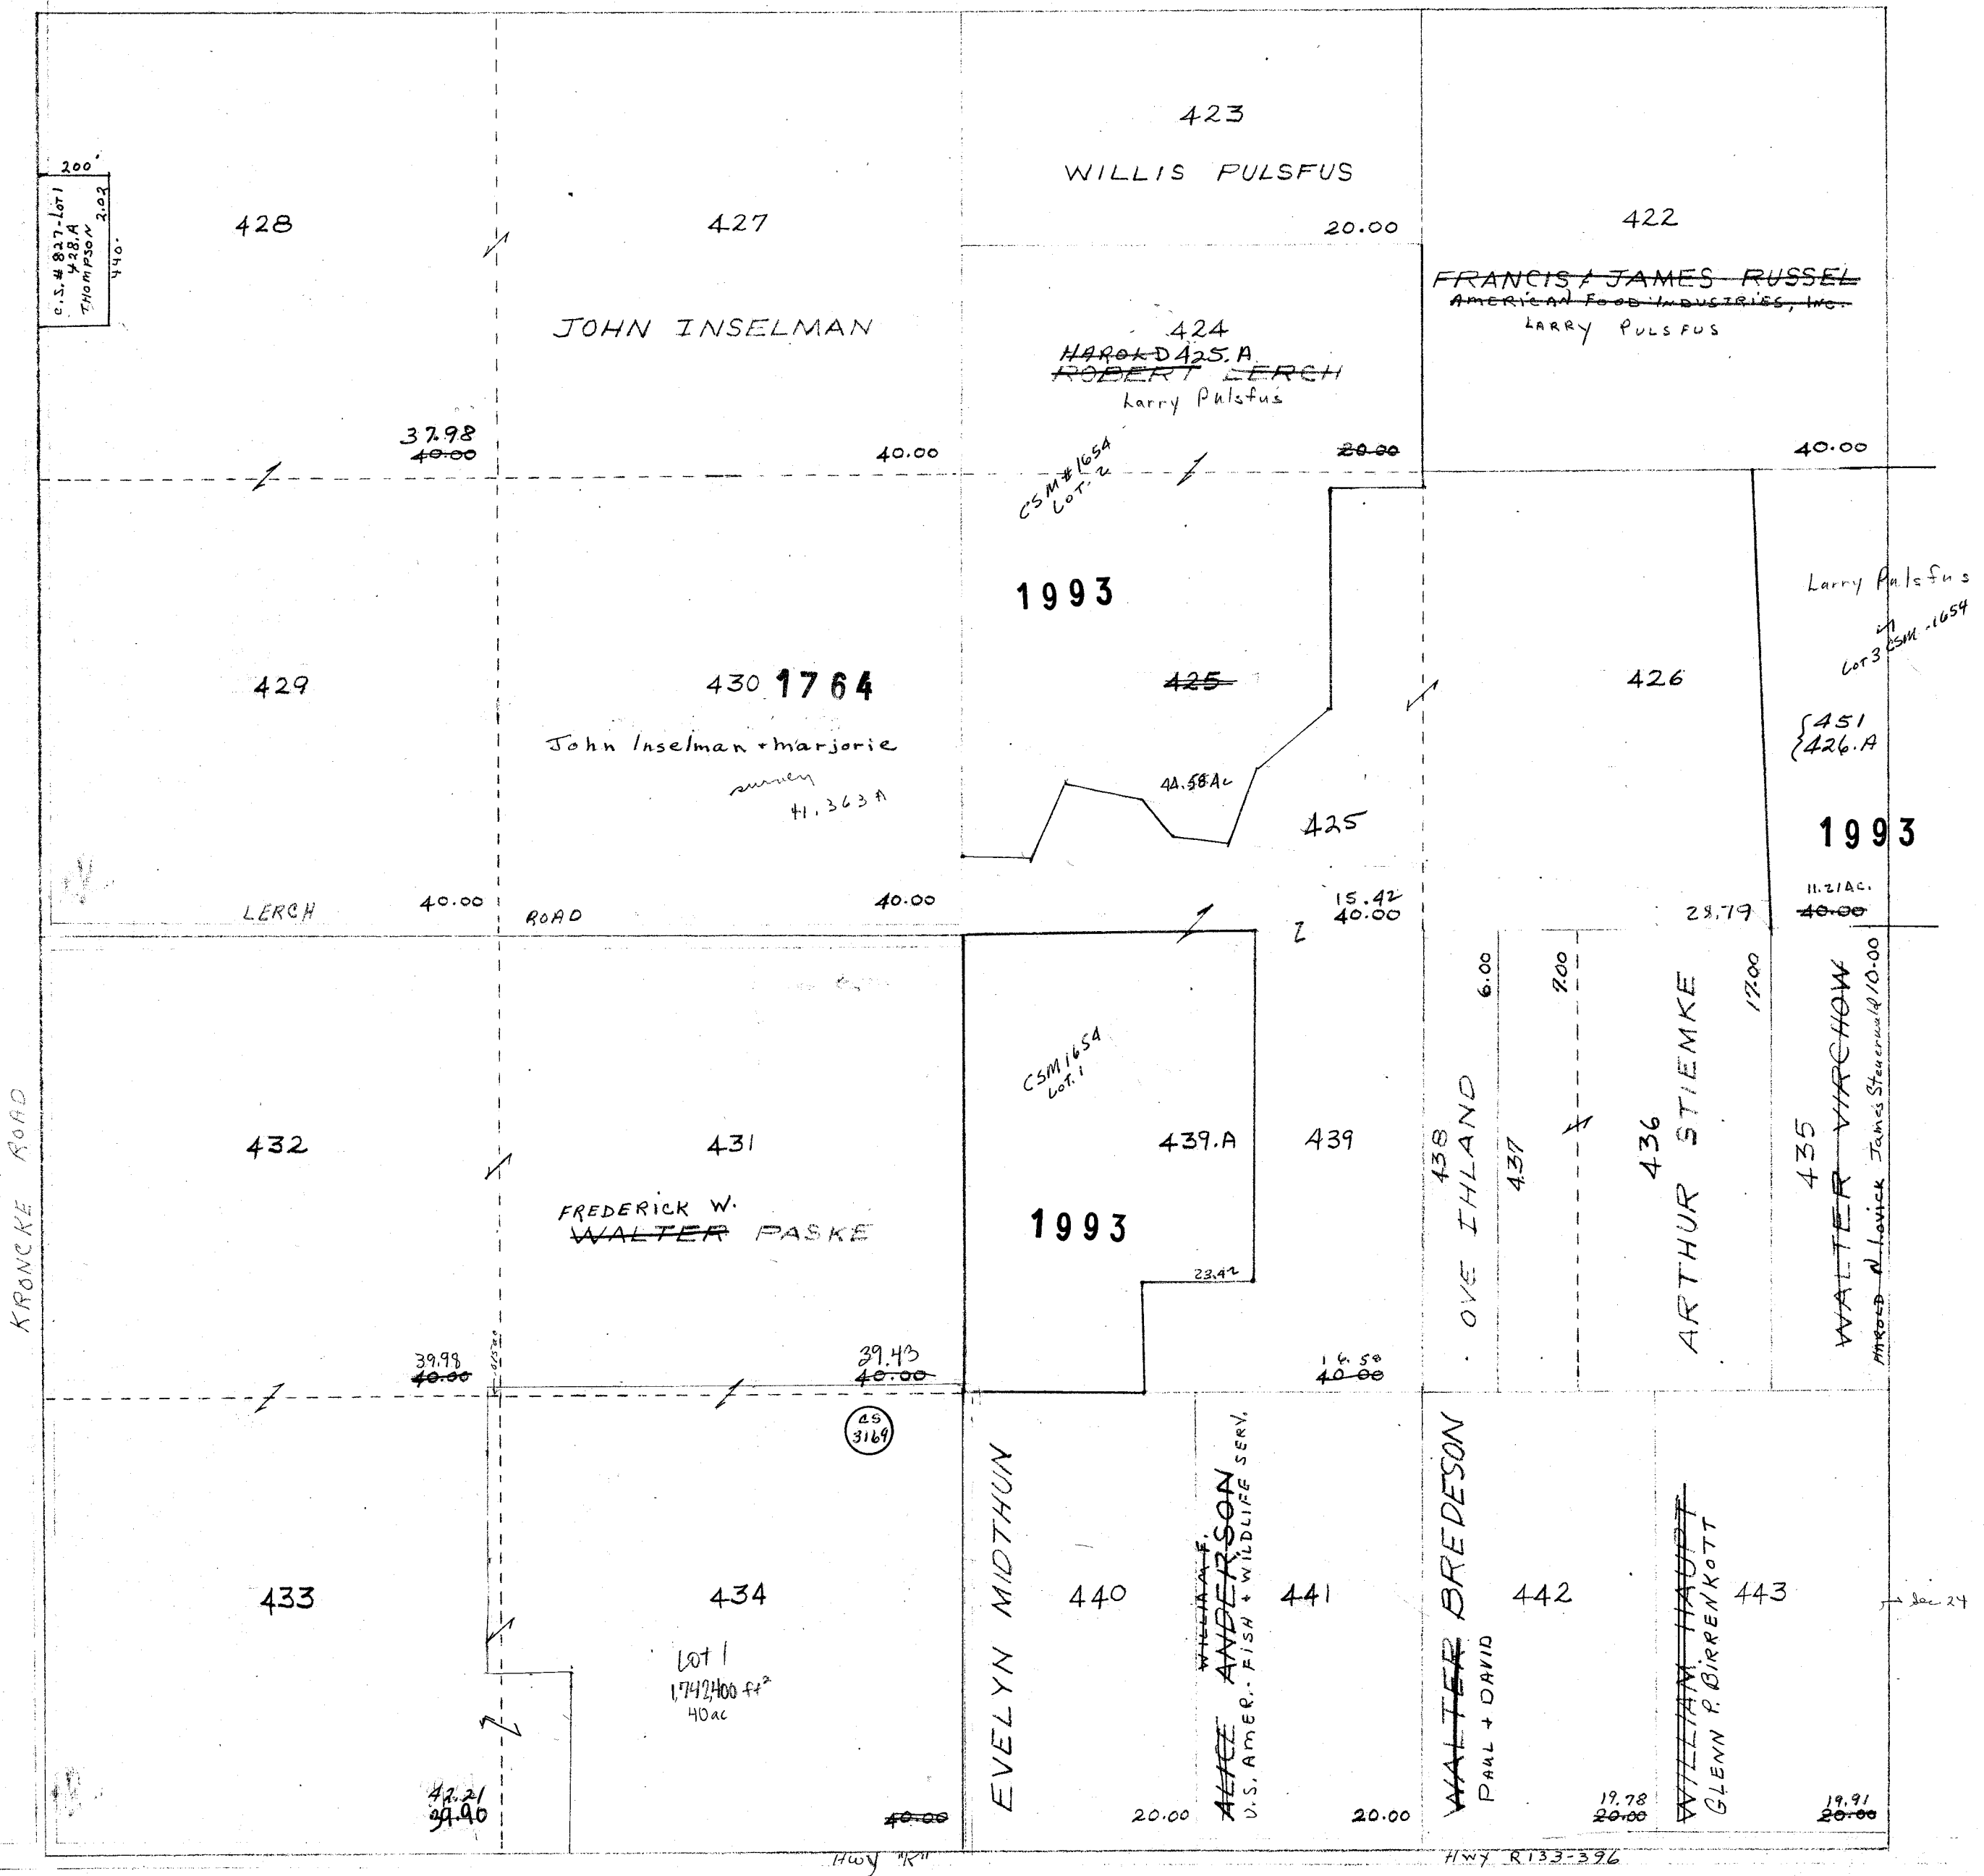 423
WILLIS PULSFUS
20.00
200'
C.S.# 827-Lot 1
428.A
THOMPSON 2.02
440'
428
427
JOHN INSELMAN
37.98
40.00
40.00
424
HAROLD 425.A
ROBERT LERCH
Larry Pulsfus
20.00
422
FRANCIS & JAMES RUSSEL
AMERICAN FOOD INDUSTRIES, INC.
LARRY PULSFUS
40.00
CSM #1654
LOT. 2
1993
429
430 1764
John Inselman + marjorie
survey
41.363 A
425
44.58 Ac
425
426
Larry Pulsfus
Lot 3 CSM-1654
{451
{426.A
1993
11.21 AC.
40.00
28.79
LERCH
40.00
ROAD
40.00
15.42
40.00
KRONCKE ROAD
432
431
FREDERICK W.
WALTER PASKE
39.98
40.00
39.43
40.00
CSM 1654
LOT. 1
439.A
1993
23.42
439
16.58
40.00
438
OVE IHLAND
6.00
437
7.00
436
ARTHUR STIEMKE
17.00
435
WALTER VIRCHOW
HAROLD N Lovick James Steuerwald 10.00
433
42.21
39.90
CS
3169
434
Lot 1
1,742,400 ft²
40 ac
40.00
EVELYN MIDTHUN
440
20.00
WILLIAM F.
ALICE ANDERSON
U.S. AMER.- FISH + WILDLIFE SERV.
441
20.00
WALTER BREDESON
PAUL + DAVID
442
19.78
20.00
WILLIAM HAUPT
GLENN P. BIRRENKOTT
443
19.91
20.00
Sec 24
HWY "K"
HWY R133-396